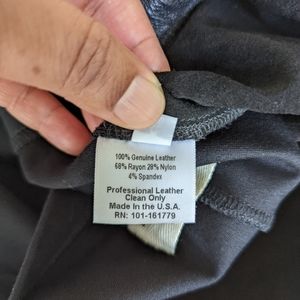 100% Genuine Leather
68% Rayon 28% Nylon
4% Spandex
Professional Leather
Clean Only
Made In the U.S.A.
RN: 101-161779